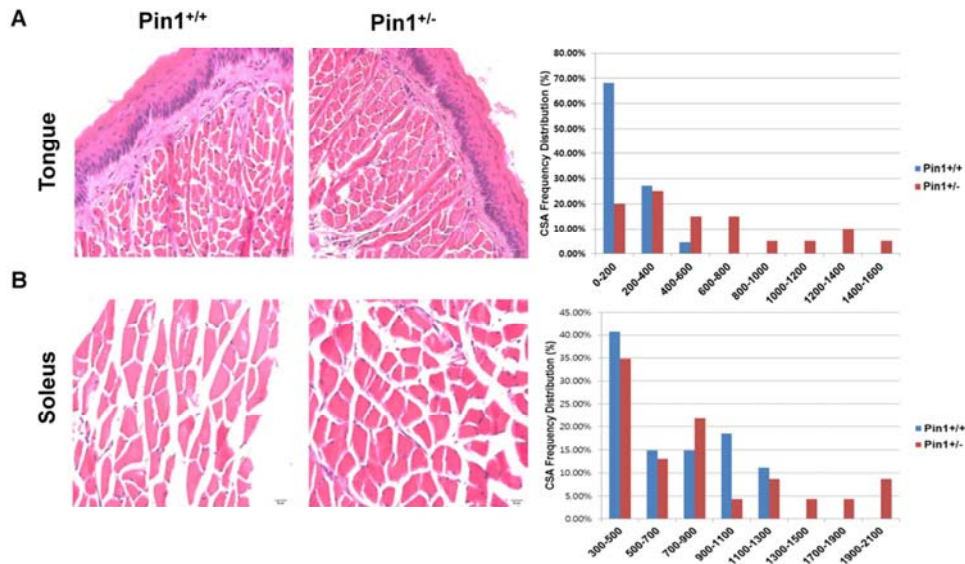 A
Pin1+/+
Pin1+/-
Tongue
CSA Frequency Distribution (%)
80.00%
70.00%
60.00%
50.00%
40.00%
30.00%
20.00%
10.00%
0.00%
0-200
200-400
400-600
600-800
800-1000
1000-1200
1200-1400
1400-1600
Pin1+/+
Pin1+/-
B
Soleus
CSA Frequency Distribution (%)
45.00%
40.00%
35.00%
30.00%
25.00%
20.00%
15.00%
10.00%
5.00%
0.00%
300-500
500-700
700-900
900-1100
1100-1300
1300-1500
1700-1900
1900-2100
Pin1+/+
Pin1+/-